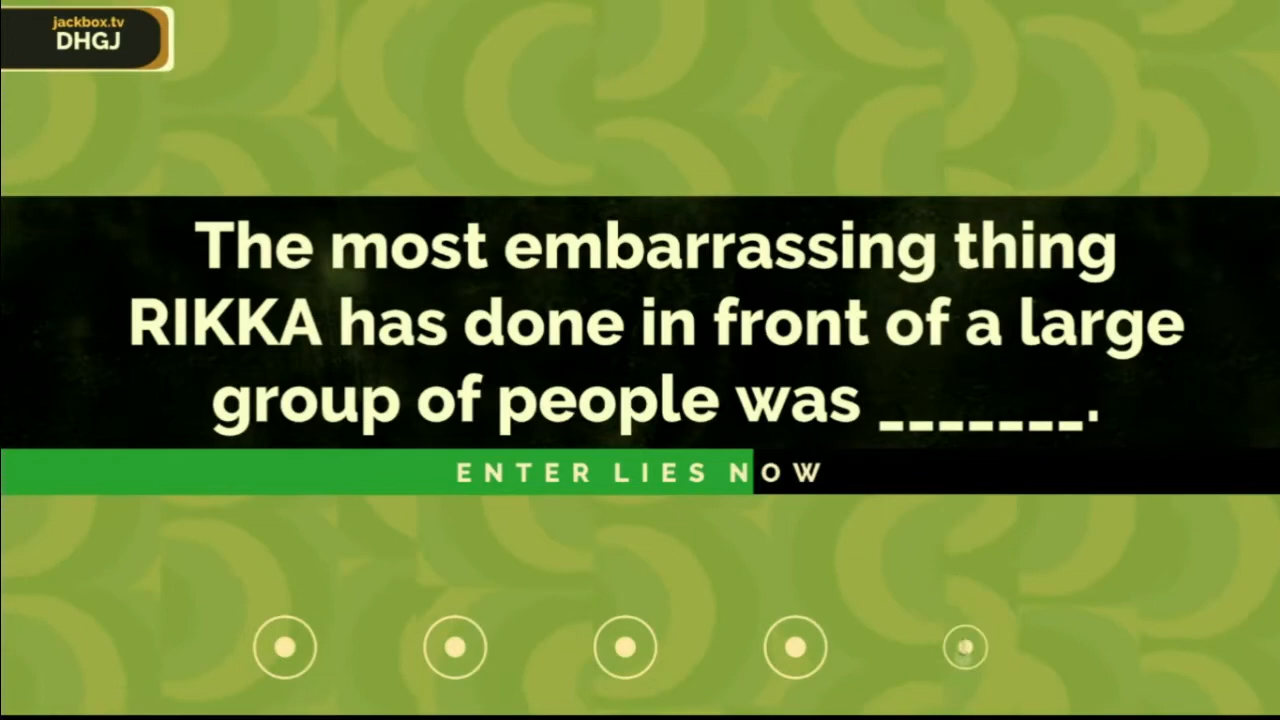 jackbox.tv
DHGJ
The most embarrassing thing
RIKKA has done in front of a large
group of people was _______.
ENTER LIES NOW